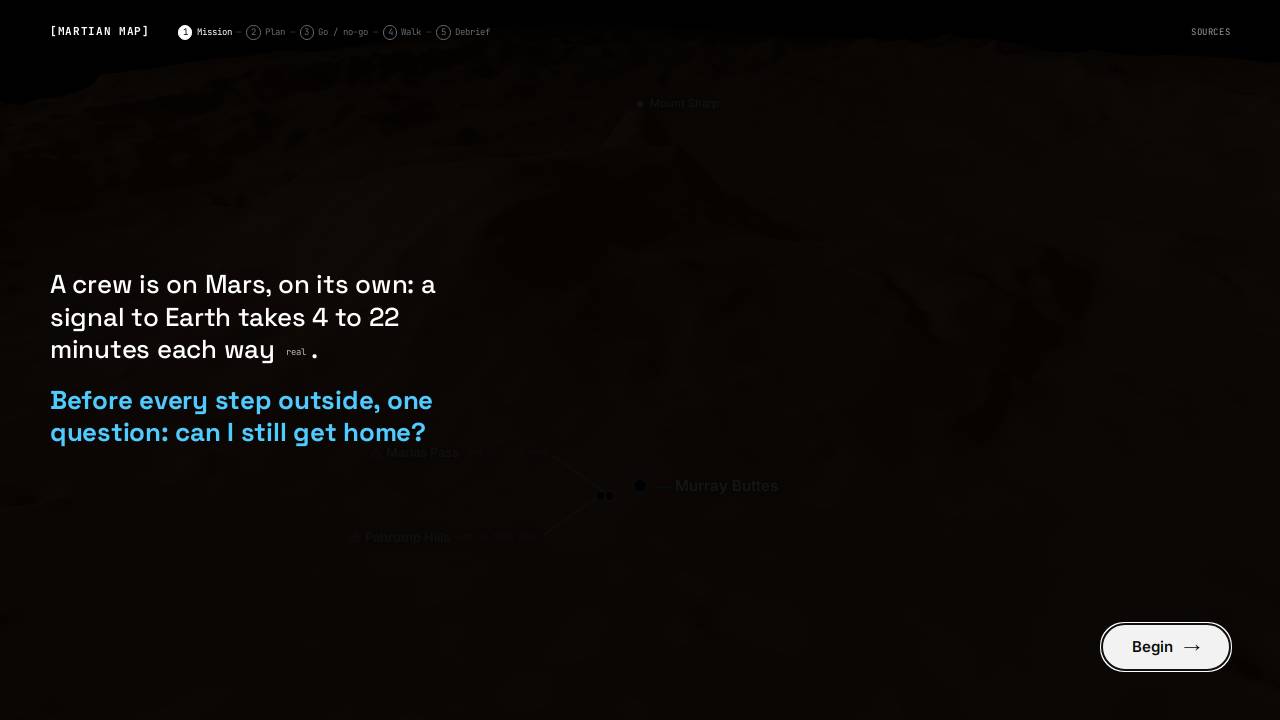 [MARTIAN MAP] 1 Mission – 2 Plan – 3 Go / no-go – 4 Walk – 5 Debrief SOURCES
Mount Sharp
A crew is on Mars, on its own: a
signal to Earth takes 4 to 22
minutes each way real .
Before every step outside, one
question: can I still get home?
Marias Pass
Murray Buttes
Pahrump Hills
Begin →